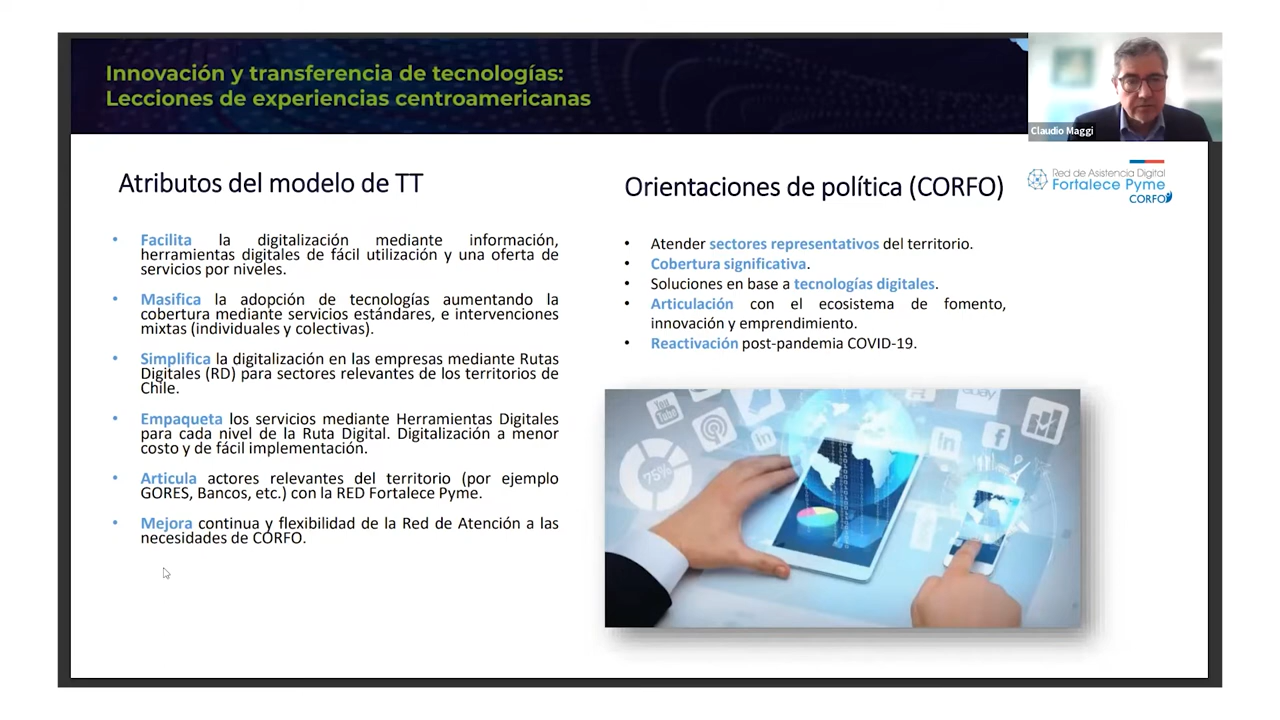 Innovación y transferencia de tecnologías:
Lecciones de experiencias centroamericanas
Claudio Maggi
Atributos del modelo de TT
• Facilita la digitalización mediante información,
herramientas digitales de fácil utilización y una oferta de
servicios por niveles.
• Masifica la adopción de tecnologías aumentando la
cobertura mediante servicios estándares, e intervenciones
mixtas (individuales y colectivas).
• Simplifica la digitalización en las empresas mediante Rutas
Digitales (RD) para sectores relevantes de los territorios de
Chile.
• Empaqueta los servicios mediante Herramientas Digitales
para cada nivel de la Ruta Digital. Digitalización a menor
costo y de fácil implementación.
• Articula actores relevantes del territorio (por ejemplo
GORES, Bancos, etc.) con la RED Fortalece Pyme.
• Mejora continua y flexibilidad de la Red de Atención a las
necesidades de CORFO.
Orientaciones de política (CORFO)
Red de Asistencia Digital
Fortalece Pyme
CORFO
• Atender sectores representativos del territorio.
• Cobertura significativa.
• Soluciones en base a tecnologías digitales.
• Articulación con el ecosistema de fomento,
innovación y emprendimiento.
• Reactivación post-pandemia COVID-19.
You
Tube
ebay
in
in
f
75%